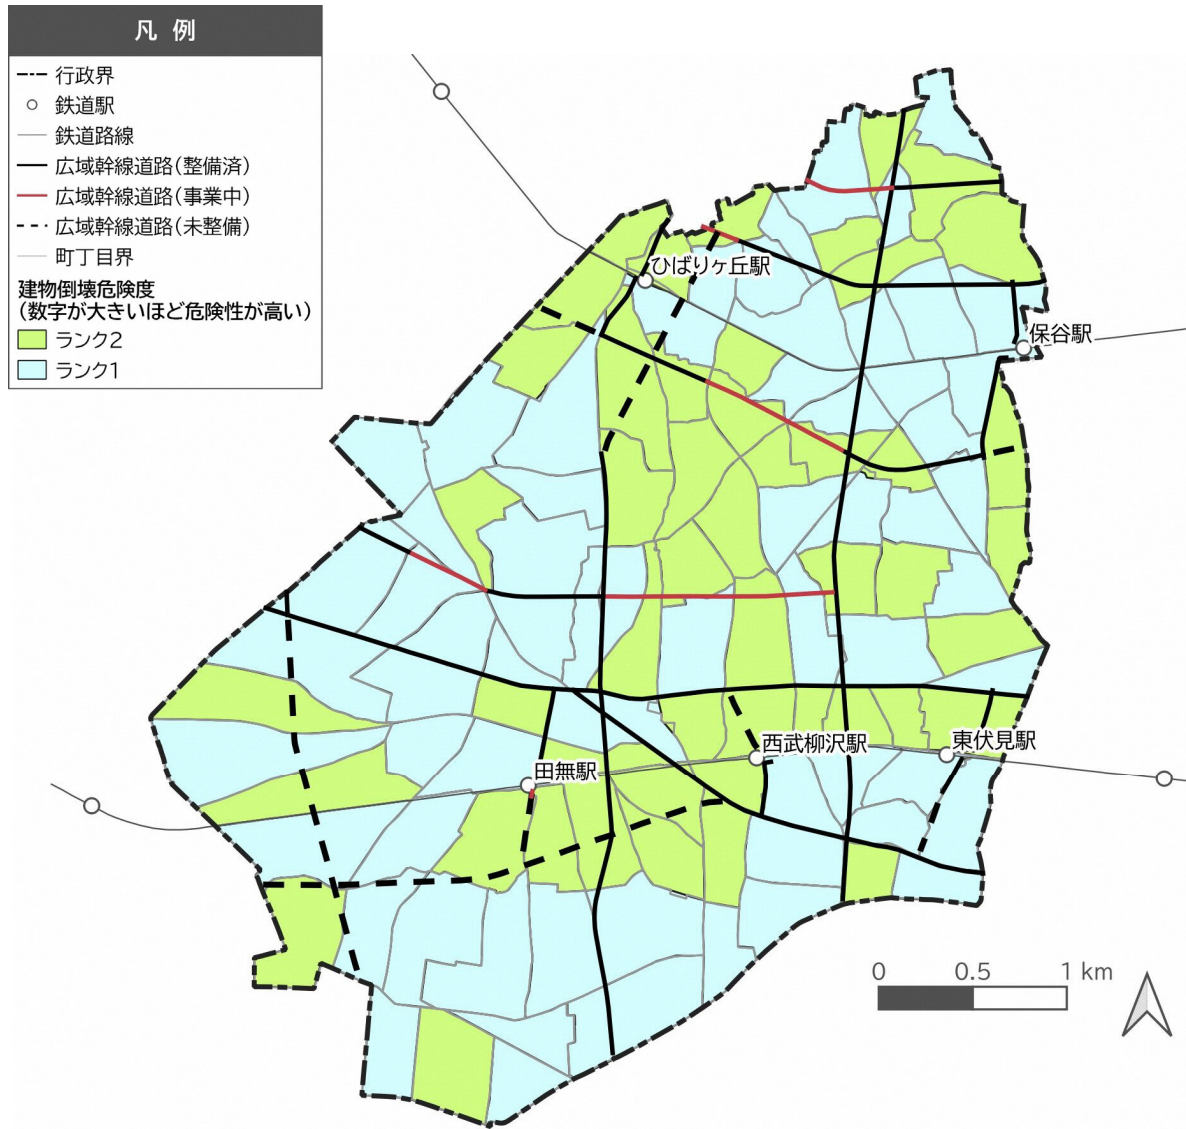 凡 例
行政界
鉄道駅
鉄道路線
広域幹線道路(整備済)
広域幹線道路(事業中)
広域幹線道路(未整備)
町丁目界
建物倒壊危険度
(数字が大きいほど危険性が高い)
ランク2
ランク1
ひばりヶ丘駅
保谷駅
西武柳沢駅
東伏見駅
田無駅
0 0.5 1 km